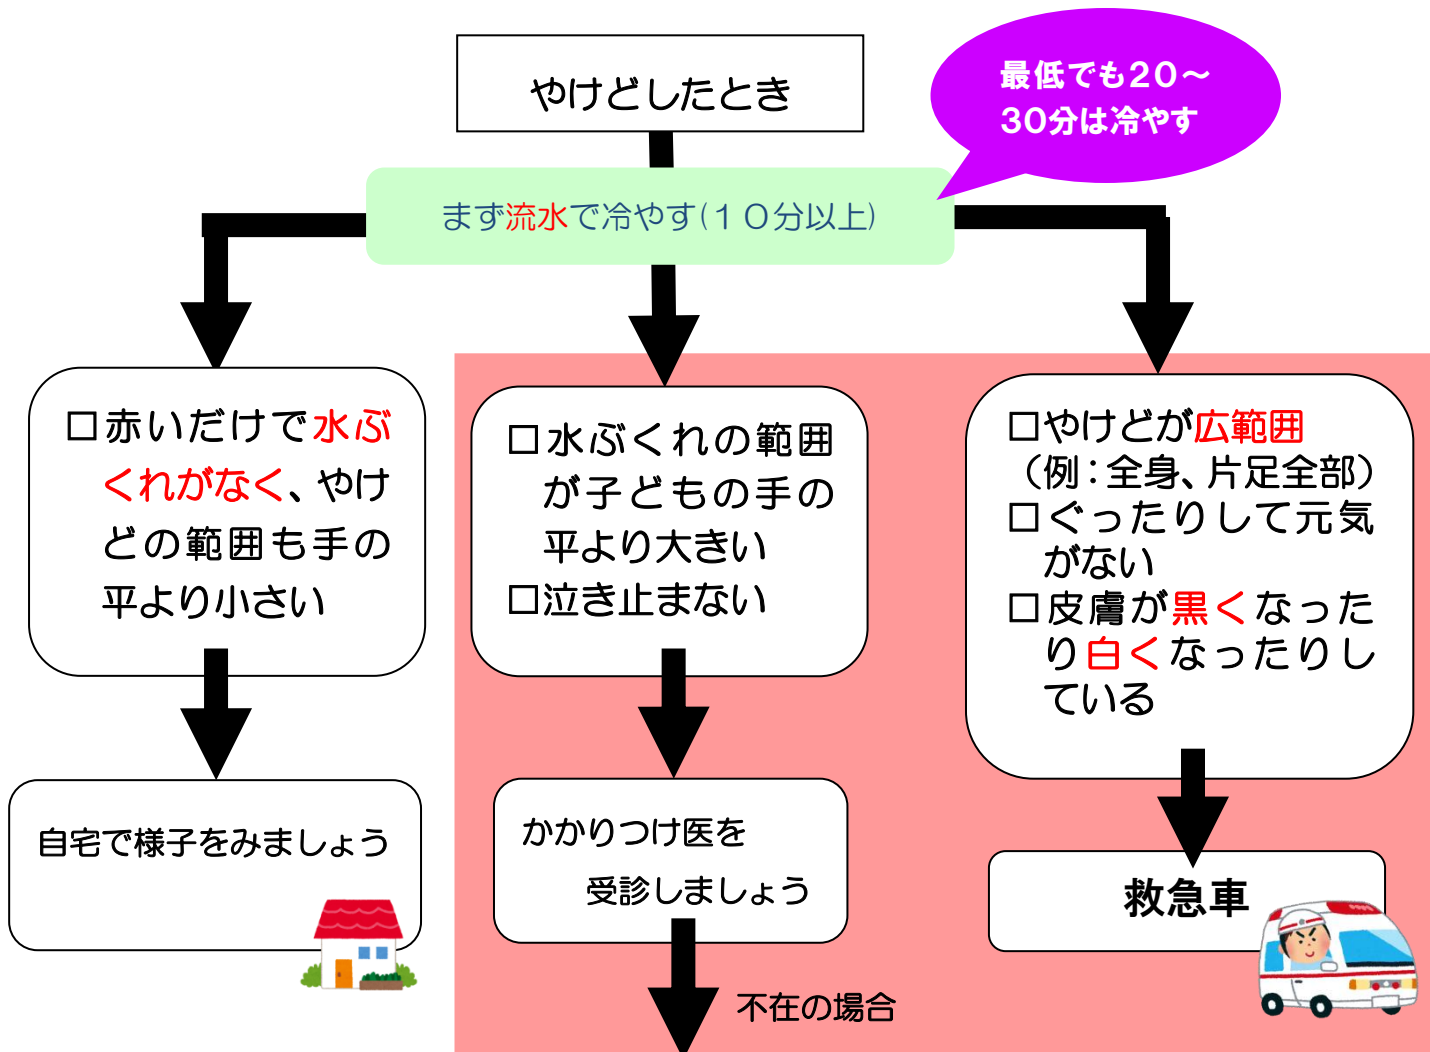 やけどしたとき
最低でも20～
30分は冷やす
まず流水で冷やす(１０分以上)
□赤いだけで水ぶ
くれがなく、やけ
どの範囲も手の
平より小さい
□水ぶくれの範囲
が子どもの手の
平より大きい
□泣き止まない
□やけどが広範囲
（例：全身、片足全部）
□ぐったりして元気
がない
□皮膚が黒くなった
り白くなったりし
ている
自宅で様子をみましょう
かかりつけ医を
受診しましょう
救急車
不在の場合